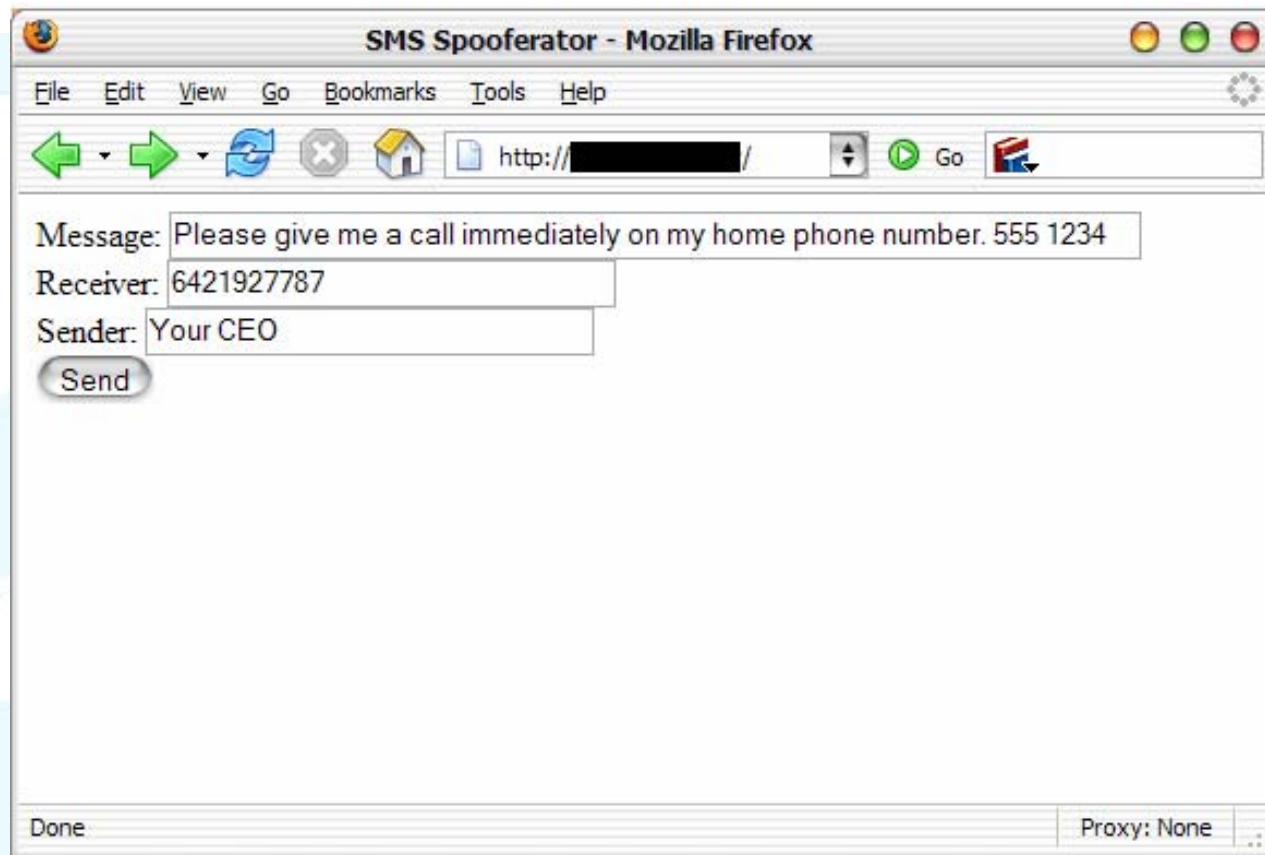 SMS Spooferator - Mozilla Firefox
File Edit View Go Bookmarks Tools Help
http:// / Go
Message: Please give me a call immediately on my home phone number. 555 1234
Receiver: 6421927787
Sender: Your CEO
Send
Done Proxy: None